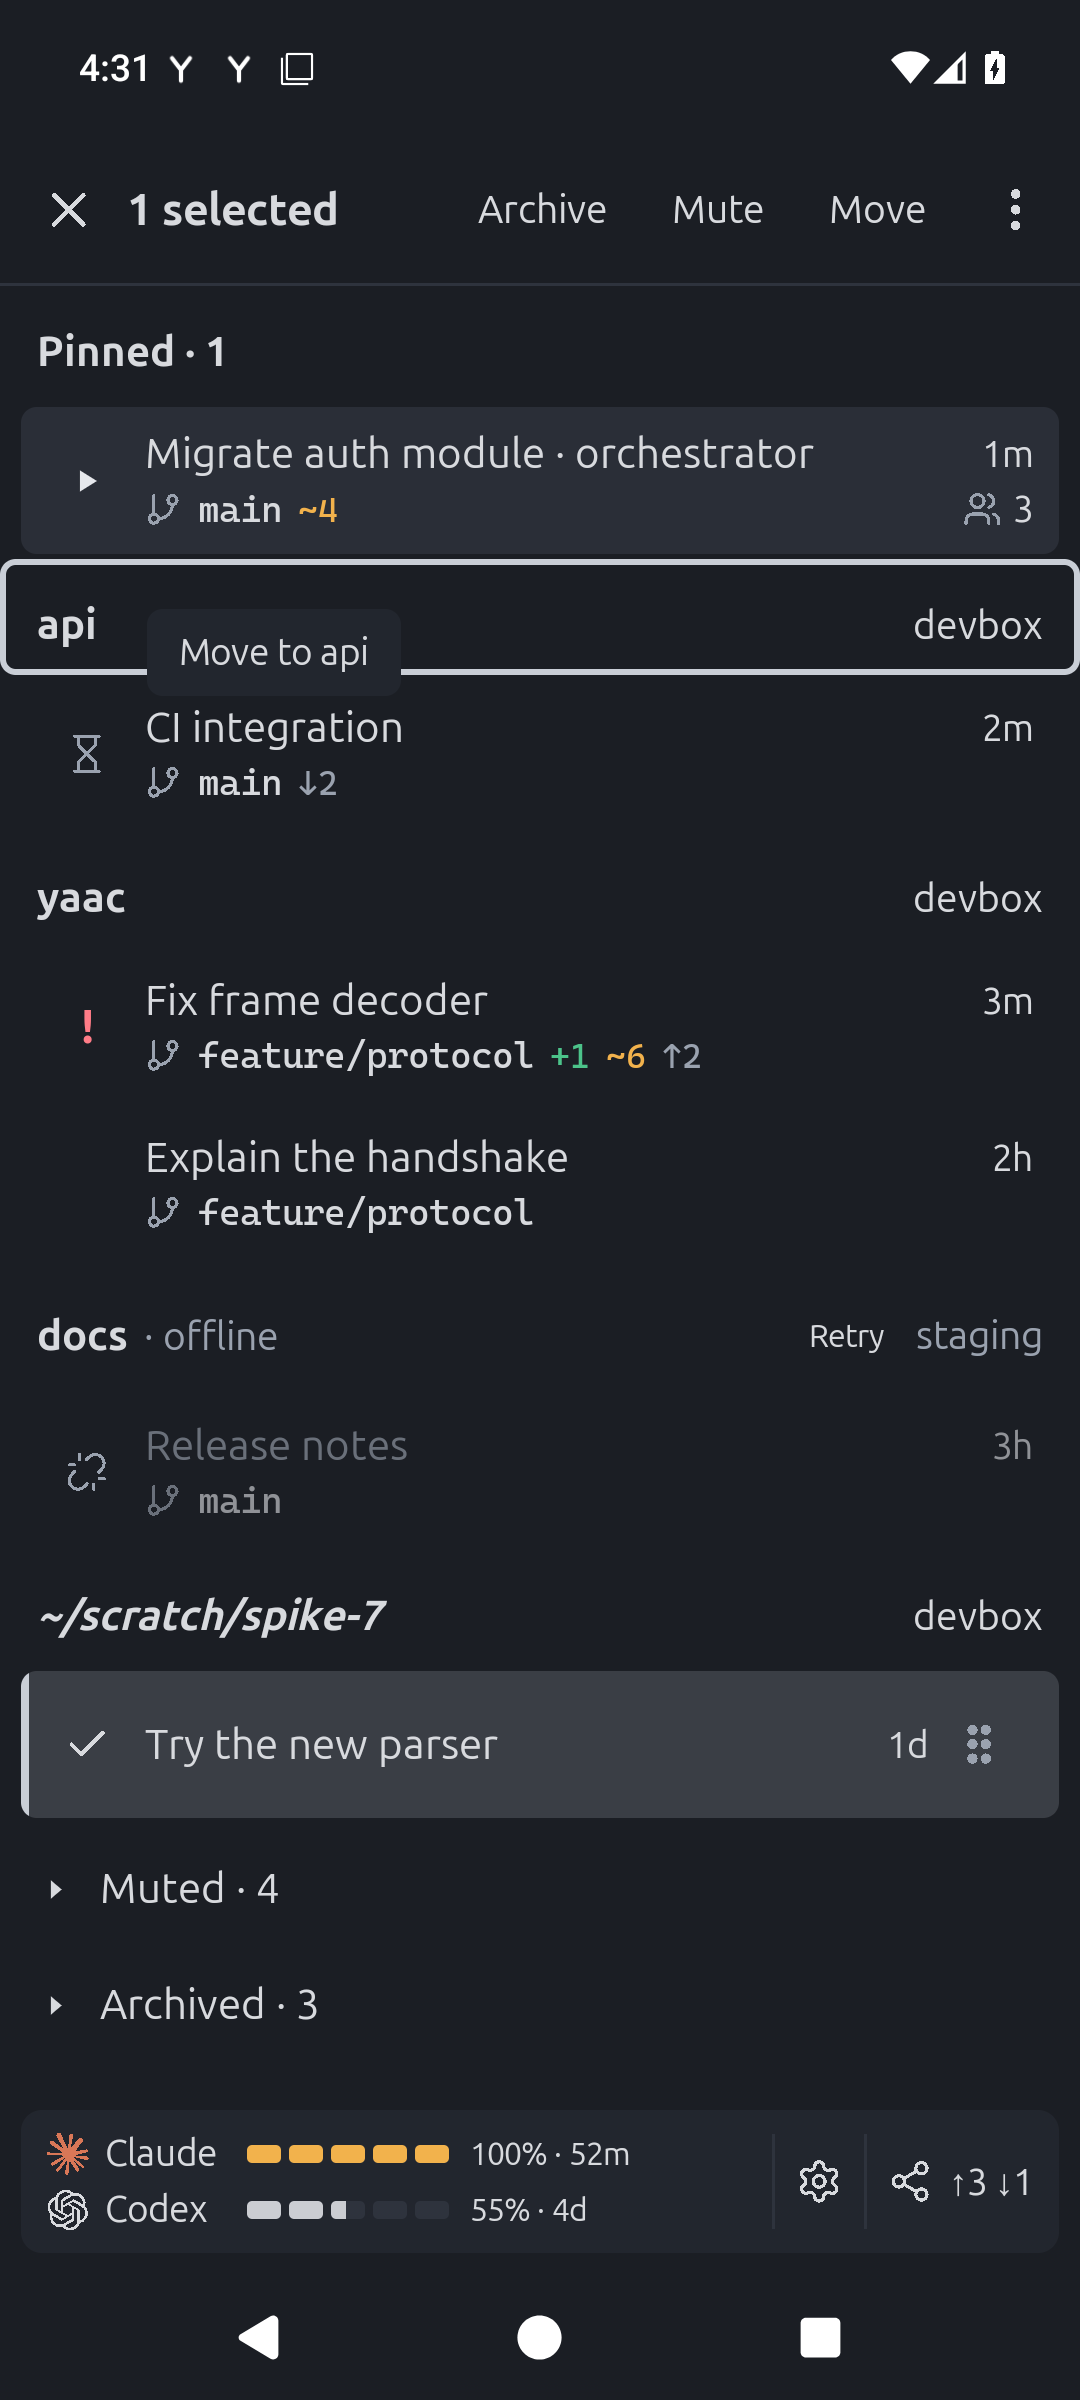 4:31
1 selected Archive Mute Move
Pinned · 1
Migrate auth module · orchestrator 1m
main ~4 3
api devbox
Move to api
CI integration 2m
main ↓2
yaac devbox
! Fix frame decoder 3m
feature/protocol +1 ~6 ↑2
Explain the handshake 2h
feature/protocol
docs · offline Retry staging
Release notes 3h
main
~/scratch/spike-7 devbox
Try the new parser 1d
Muted · 4
Archived · 3
Claude 100% · 52m
Codex 55% · 4d
↑3 ↓1